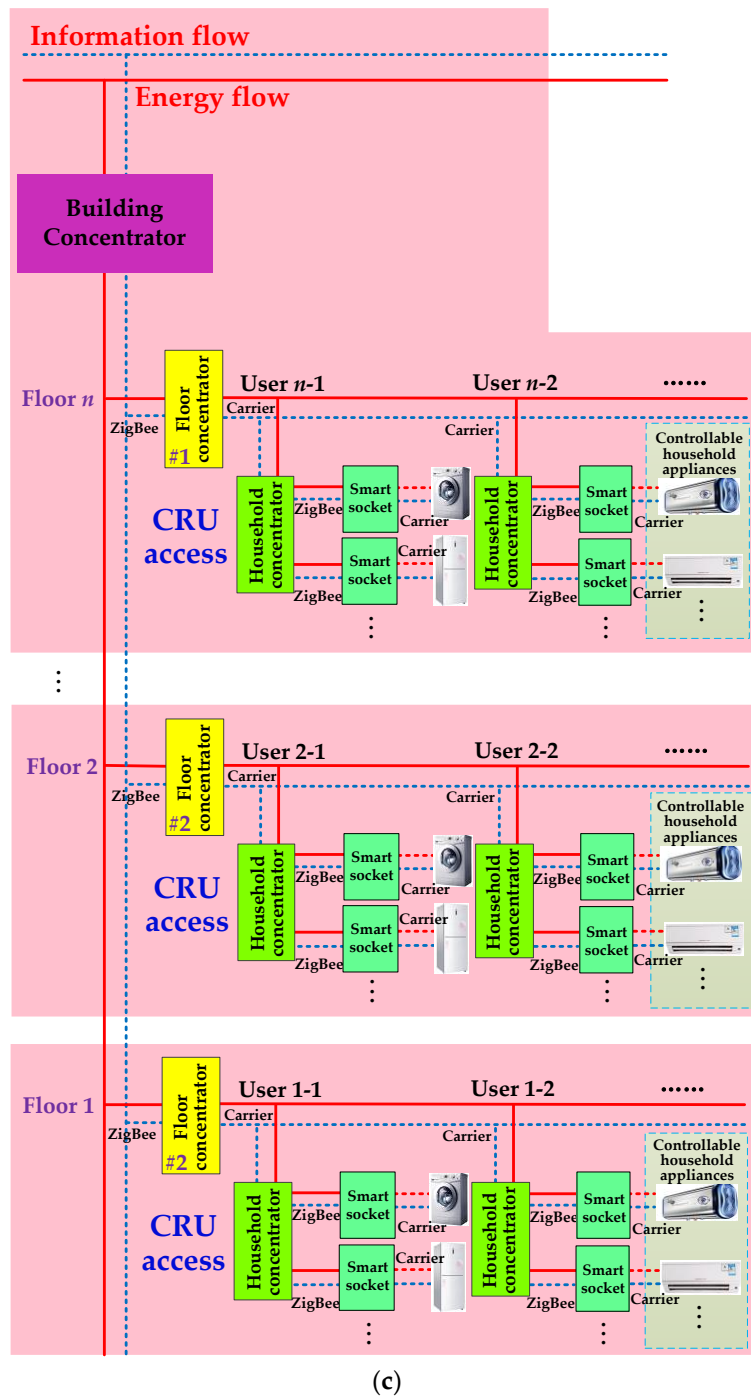 Information flow
Energy flow
Building
Concentrator
Floor n
ZigBee
Floor
concentrator
#1
User n-1
User n-2
......
Carrier
Carrier
CRU
access
Household
concentrator
ZigBee
Smart
socket
Carrier
ZigBee
Smart
socket
Carrier
Household
concentrator
ZigBee
Smart
socket
Carrier
ZigBee
Smart
socket
Carrier
Controllable
household
appliances
Floor 2
ZigBee
Floor
concentrator
#2
User 2-1
User 2-2
......
Carrier
Carrier
CRU
access
Household
concentrator
ZigBee
Smart
socket
Carrier
ZigBee
Smart
socket
Carrier
Household
concentrator
ZigBee
Smart
socket
Carrier
ZigBee
Smart
socket
Carrier
Controllable
household
appliances
Floor 1
ZigBee
Floor
concentrator
#2
User 1-1
User 1-2
......
Carrier
Carrier
CRU
access
Household
concentrator
ZigBee
Smart
socket
Carrier
ZigBee
Smart
socket
Carrier
Household
concentrator
ZigBee
Smart
socket
Carrier
ZigBee
Smart
socket
Carrier
Controllable
household
appliances
(c)